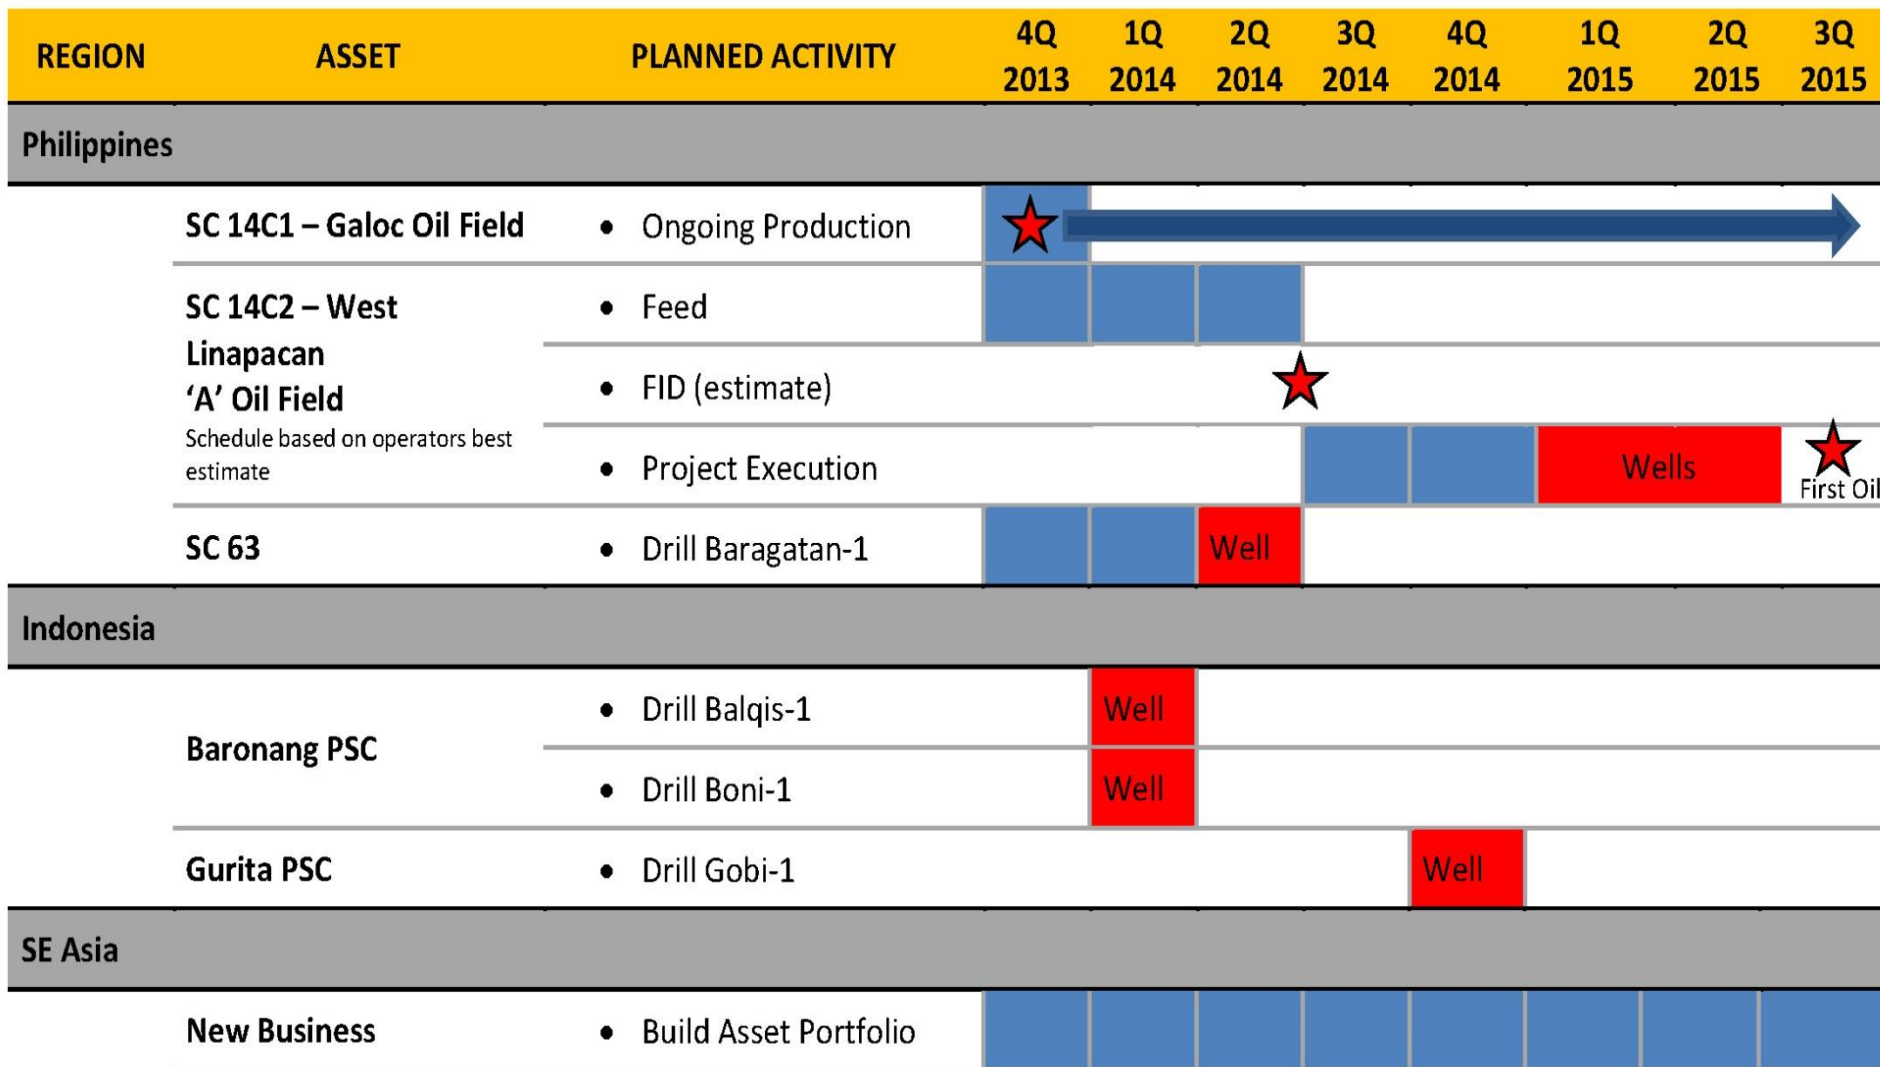 REGION ASSET PLANNED ACTIVITY 4Q 2013 1Q 2014 2Q 2014 3Q 2014 4Q 2014 1Q 2015 2Q 2015 3Q 2015
Philippines
SC 14C1 – Galoc Oil Field • Ongoing Production
SC 14C2 – West • Feed
Linapacan
‘A’ Oil Field • FID (estimate)
Schedule based on operators best
estimate • Project Execution Wells First Oil
SC 63 • Drill Baragatan-1 Well
Indonesia
Baronang PSC • Drill Balqis-1 Well
• Drill Boni-1 Well
Gurita PSC • Drill Gobi-1 Well
SE Asia
New Business • Build Asset Portfolio